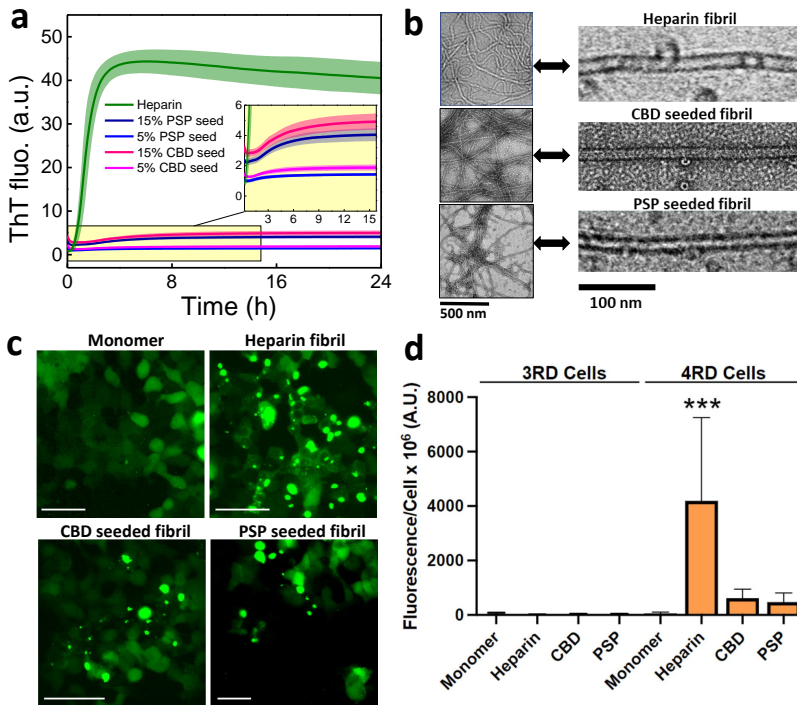 a
ThT fluo. (a.u.)
50
40
30
20
10
0
Heparin
15% PSP seed
5% PSP seed
15% CBD seed
5% CBD seed
6
4
2
0
3 6 9 12 15
0 8 16 24
Time (h)
b
Heparin fibril
CBD seeded fibril
PSP seeded fibril
500 nm
100 nm
c
Monomer
Heparin fibril
CBD seeded fibril
PSP seeded fibril
d
3RD Cells 4RD Cells
Fluorescence/Cell x 10⁶ (A.U.)
8000
6000
4000
2000
0
***
Monomer
Heparin
CBD
PSP
Monomer
Heparin
CBD
PSP